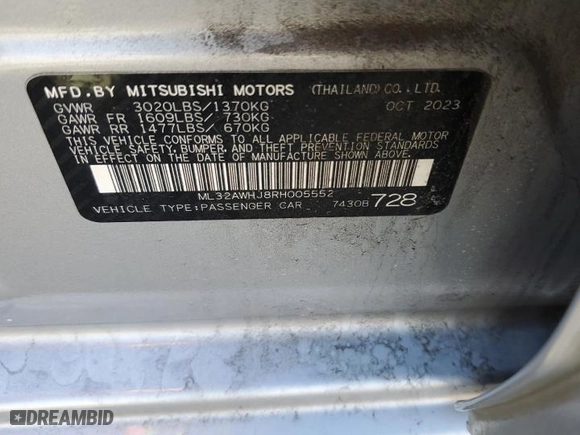 MFD.BY MITSUBISHI MOTORS (THAILAND)CO.,LTD.
GVWR 3020LBS/1370KG OCT 2023
GAWR FR 1609LBS/ 730KG
GAWR RR 1477LBS/ 670KG
THIS VEHICLE CONFORMS TO ALL APPLICABLE FEDERAL MOTOR
VEHICLE SAFETY, BUMPER, AND THEFT PREVENTION STANDARDS
IN EFFECT ON THE DATE OF MANUFACTURE SHOWN ABOVE.
ML32AWHJ8RH005552
VEHICLE TYPE:PASSENGER CAR 7430B 728
DREAMBID